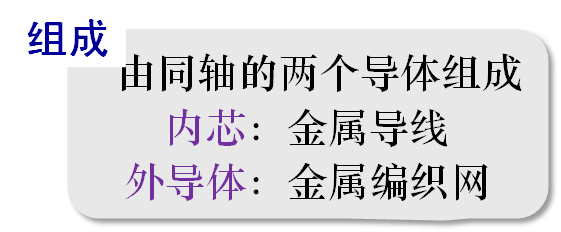 组成
由同轴的两个导体组成
内芯：金属导线
外导体：金属编织网